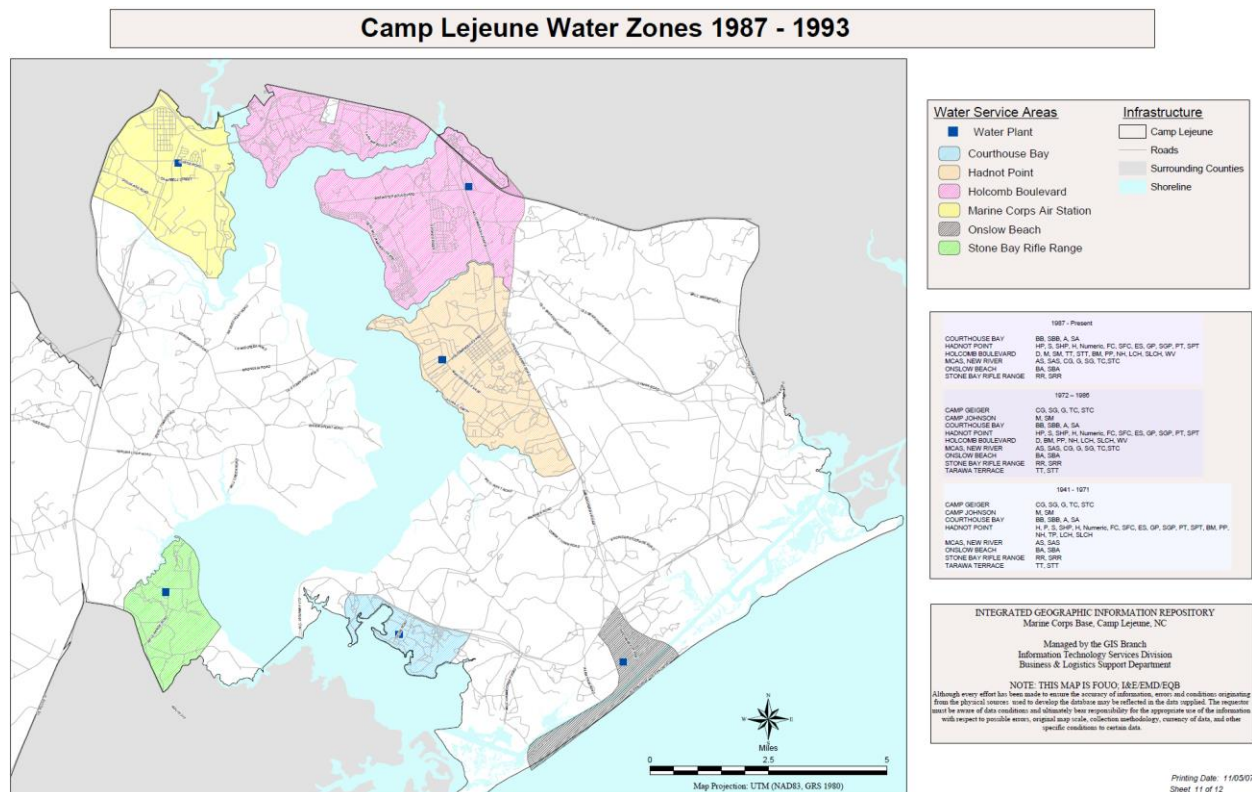 Camp Lejeune Water Zones 1987 - 1993
Water Service Areas
Water Plant
Courthouse Bay
Hadnot Point
Holcomb Boulevard
Marine Corps Air Station
Onslow Beach
Stone Bay Rifle Range
Infrastructure
Camp Lejeune
Roads
Surrounding Counties
Shoreline
1987 - Present
COURTHOUSE BAY BB, SBB, A, SA
HADNOT POINT HP, S, SHP, H, Numeric, FC, SFC, ES, GP, SGP, PT, SPT
HOLCOMB BOULEVARD D, M, SM, TT, STT, BM, PP, NH, LCH, SLCH, WV
MCAS, NEW RIVER AS, SAS, CG, G, SG, TC,STC
ONSLOW BEACH BA, SBA
STONE BAY RIFLE RANGE RR, SRR
1972 – 1986
CAMP GEIGER CG, SG, G, TC, STC
CAMP JOHNSON M, SM
COURTHOUSE BAY BB, SBB, A, SA
HADNOT POINT HP, S, SHP, H, Numeric, FC, SFC, ES, GP, SGP, PT, SPT
HOLCOMB BOULEVARD D, BM, PP, NH, LCH, SLCH, WV
MCAS, NEW RIVER AS, SAS, CG, G, SG, TC,STC
ONSLOW BEACH BA, SBA
STONE BAY RIFLE RANGE RR, SRR
TARAWA TERRACE TT, STT
1941 - 1971
CAMP GEIGER CG, SG, G, TC, STC
CAMP JOHNSON M, SM
COURTHOUSE BAY BB, SBB, A, SA
HADNOT POINT H, P, S, SHP, H, Numeric, FC, SFC, ES, GP, SGP, PT, SPT, BM, PP,
NH, TP, LCH, SLCH
MCAS, NEW RIVER AS, SAS
ONSLOW BEACH BA, SBA
STONE BAY RIFLE RANGE RR, SRR
TARAWA TERRACE TT, STT
INTEGRATED GEOGRAPHIC INFORMATION REPOSITORY
Marine Corps Base, Camp Lejeune, NC
Managed by the GIS Branch
Information Technology Services Division
Business & Logistics Support Department
NOTE: THIS MAP IS FOUO; I&E/EMD/EQB
Although every effort has been made to ensure the accuracy of information, errors and conditions originating
from the physical sources used to develop the database may be reflected in the data supplied. The requestor
must be aware of data conditions and ultimately bear responsibility for the appropriate use of the information
with respect to possible errors, original map scale, collection methodology, currency of data, and other
specific conditions to certain data.
N
W E
S
Miles
0 2.5 5
Map Projection: UTM (NAD83, GRS 1980)
Printing Date: 11/05/07
Sheet 11 of 12